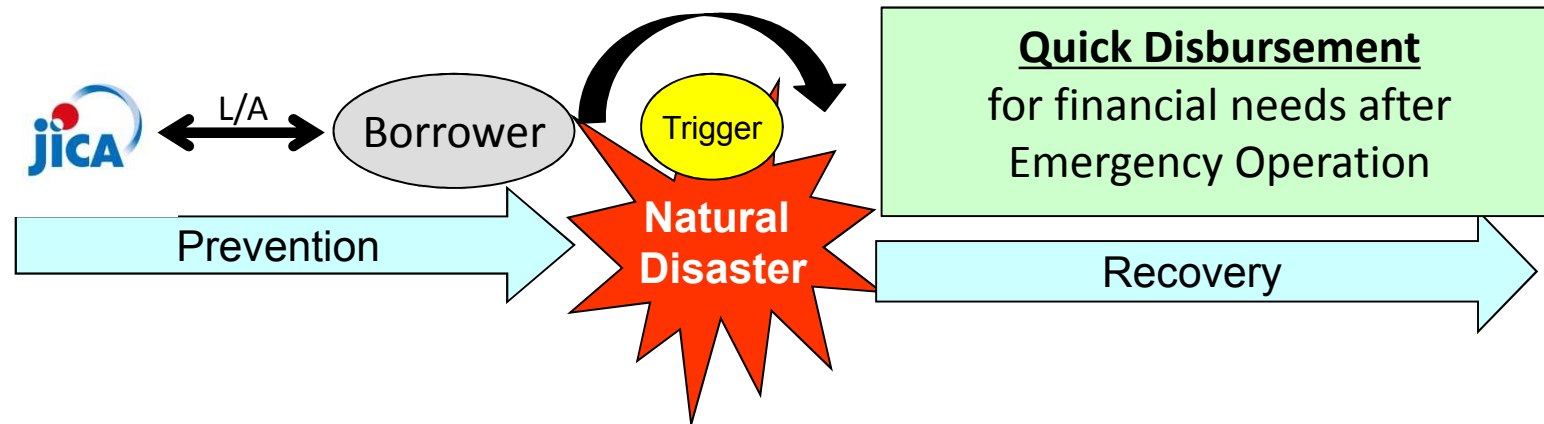 jICA
L/A
Borrower
Trigger
Quick Disbursement
for financial needs after
Emergency Operation
Prevention
Natural
Disaster
Recovery